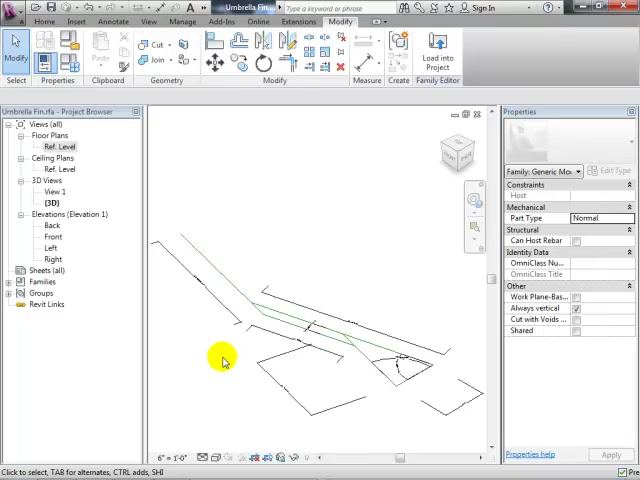 Umbrella Fin...
Sign In
Home
Insert
Annotate
View
Manage
Add-Ins
Online
Extensions
Modify
Modify
Paste
Cut
Join
Load into
Project
Select
Properties
Clipboard
Geometry
Modify
Measure
Create
Family Editor
Umbrella Fin.rfa - Project Browser
Views (all)
Floor Plans
Ref. Level
Ceiling Plans
Ref. Level
3D Views
View 1
{3D}
Elevations (Elevation 1)
Back
Front
Left
Right
Sheets (all)
Families
Groups
Revit Links
Properties
Family: Generic Mo
Edit Type
Constraints
Host
Mechanical
Part Type
Normal
Structural
Can Host Rebar
Identity Data
OmniClass Nu...
OmniClass Title
Other
Work Plane-Bas...
Always vertical
Cut with Voids
Shared
Properties help
Apply
6" = 1'-0"
Click to select, TAB for alternates, CTRL adds, SHI
Pre